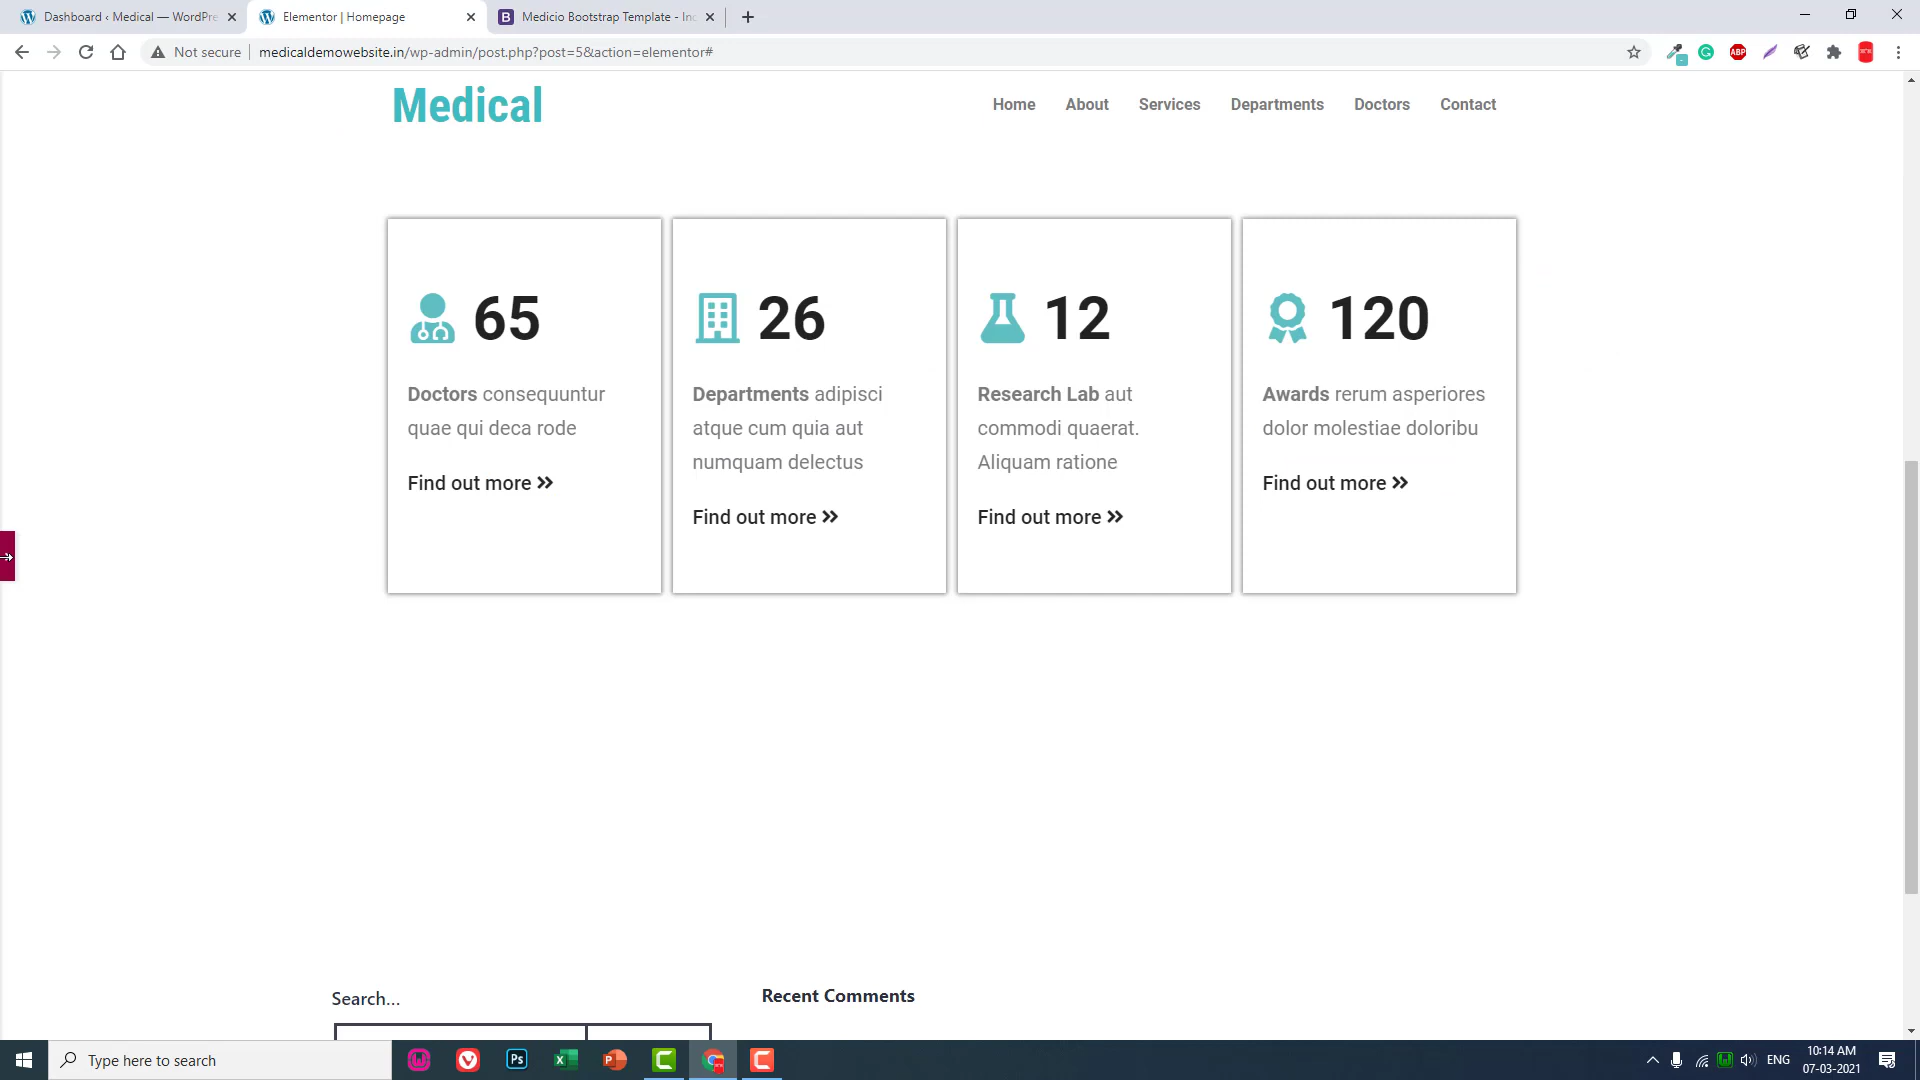 Dashboard ‹ Medical — WordPre
Elementor | Homepage
Medicio Bootstrap Template - Inc
Not secure
medicaldemowebsite.in/wp-admin/post.php?post=5&action=elementor#
ABP
Medical
Home
About
Services
Departments
Doctors
Contact
65
Doctors consequuntur
quae qui deca rode
Find out more
26
Departments adipisci
atque cum quia aut
numquam delectus
Find out more
12
Research Lab aut
commodi quaerat.
Aliquam ratione
Find out more
120
Awards rerum asperiores
dolor molestiae doloribu
Find out more
Search...
Recent Comments
Type here to search
Ps
ENG
10:14 AM
07-03-2021